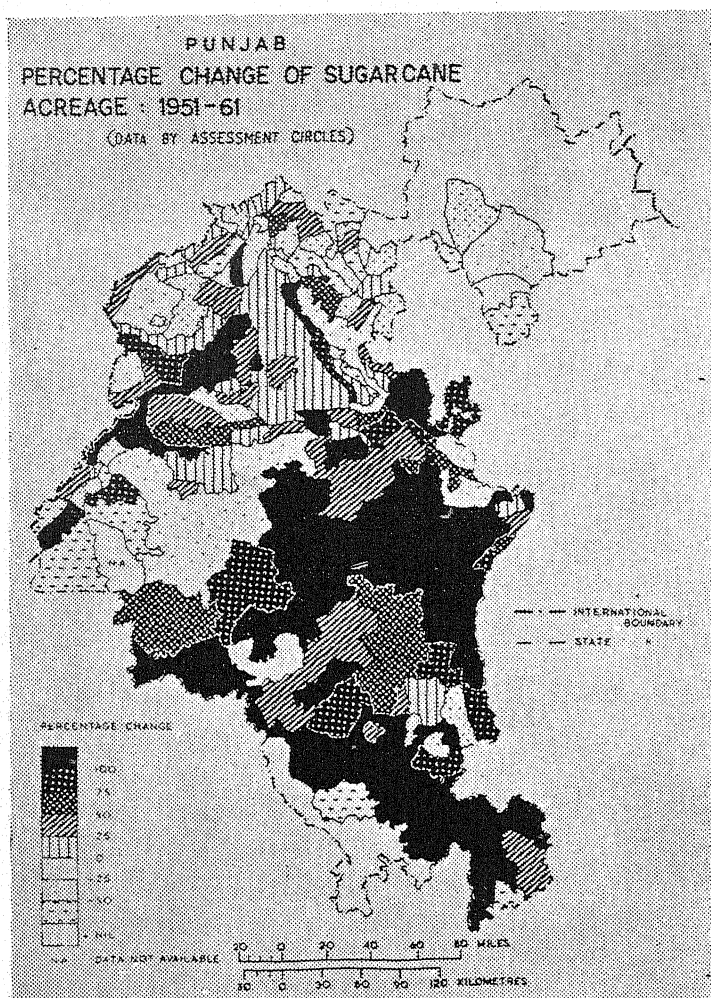 PUNJAB
PERCENTAGE CHANGE OF SUGARCANE
ACREAGE : 1951-61
(DATA BY ASSESSMENT CIRCLES)
N.A.
INTERNATIONAL
BOUNDARY
STATE "
PERCENTAGE CHANGE
100
75
50
25
0
-25
-50
NIL
N.A. DATA NOT AVAILABLE
20 0 20 40 60 80 MILES
30 0 30 60 90 120 KILOMETRES